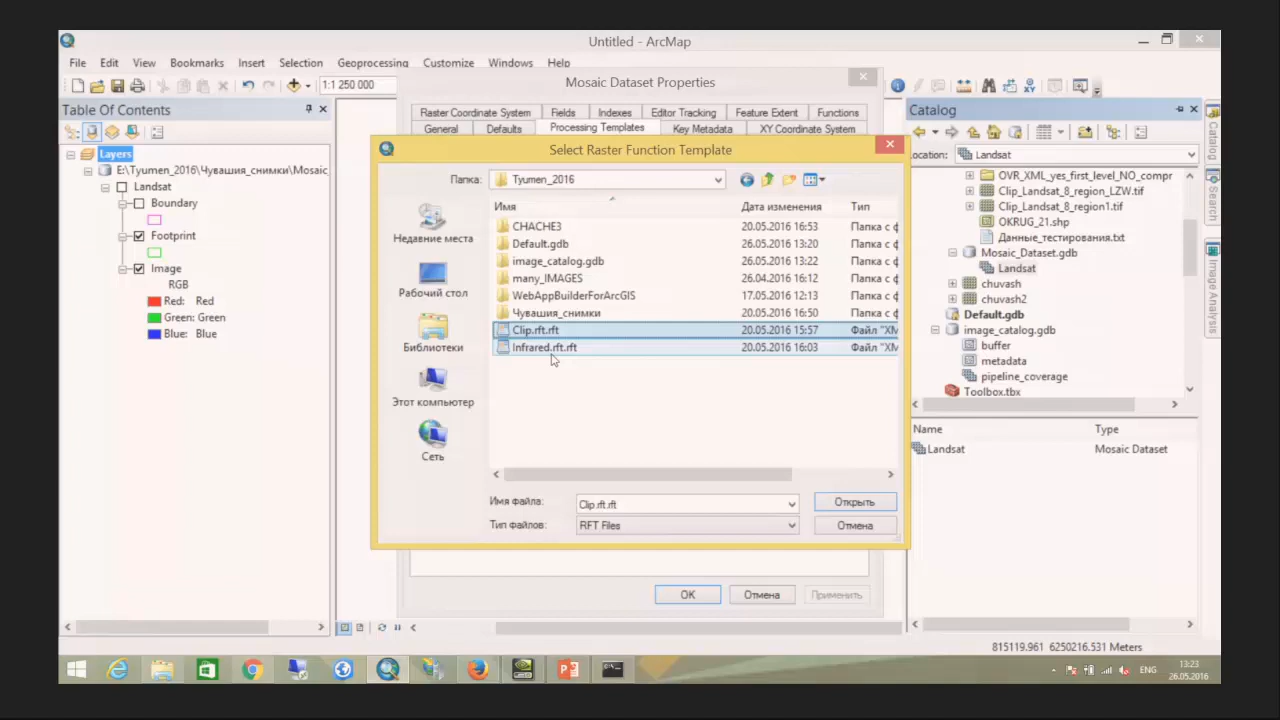 Untitled - ArcMap
File Edit View Bookmarks Insert Selection Geoprocessing Customize Windows Help
1:1 250 000
Mosaic Dataset Properties
Raster Coordinate System Fields Indexes Editor Tracking Feature Extent Functions
General Defaults Processing Templates Key Metadata XY Coordinate System
Table Of Contents
Layers
E:\Tyumen_2016\Чувашия_снимки\Mosaic_
Landsat
Boundary
Footprint
Image
RGB
Red: Red
Green: Green
Blue: Blue
Select Raster Function Template
Папка: Tyumen_2016
Имя Дата изменения Тип
CHACHE3 20.05.2016 16:53 Папка с ф
Default.gdb 26.05.2016 13:20 Папка с ф
image_catalog.gdb 26.05.2016 13:22 Папка с ф
many_IMAGES 26.04.2016 16:12 Папка с ф
WebAppBuilderForArcGIS 17.05.2016 12:13 Папка с ф
Чувашия_снимки 20.05.2016 16:50 Папка с ф
Clip.rft.rft 20.05.2016 15:57 Файл "XM
Infrared.rft.rft 20.05.2016 16:03 Файл "XM
Недавние места
Рабочий стол
Библиотеки
Этот компьютер
Сеть
Имя файла: Clip.rft.rft Открыть
Тип файлов: RFT Files Отмена
OK Отмена Применить
Catalog
ocation: Landsat
OVR_XML_yes_first_level_NO_compr
Clip_Landsat_8_region_LZW.tif
Clip_Landsat_8_region1.tif
OKRUG_21.shp
Данные_тестирования.txt
Mosaic_Dataset.gdb
Landsat
chuvash
chuvash2
Default.gdb
image_catalog.gdb
buffer
metadata
pipeline_coverage
Toolbox.tbx
Name Type
Landsat Mosaic Dataset
Catalog
Search
Image Analysis
815119.961 6250216.531 Meters
ENG
13:23
26.05.2016